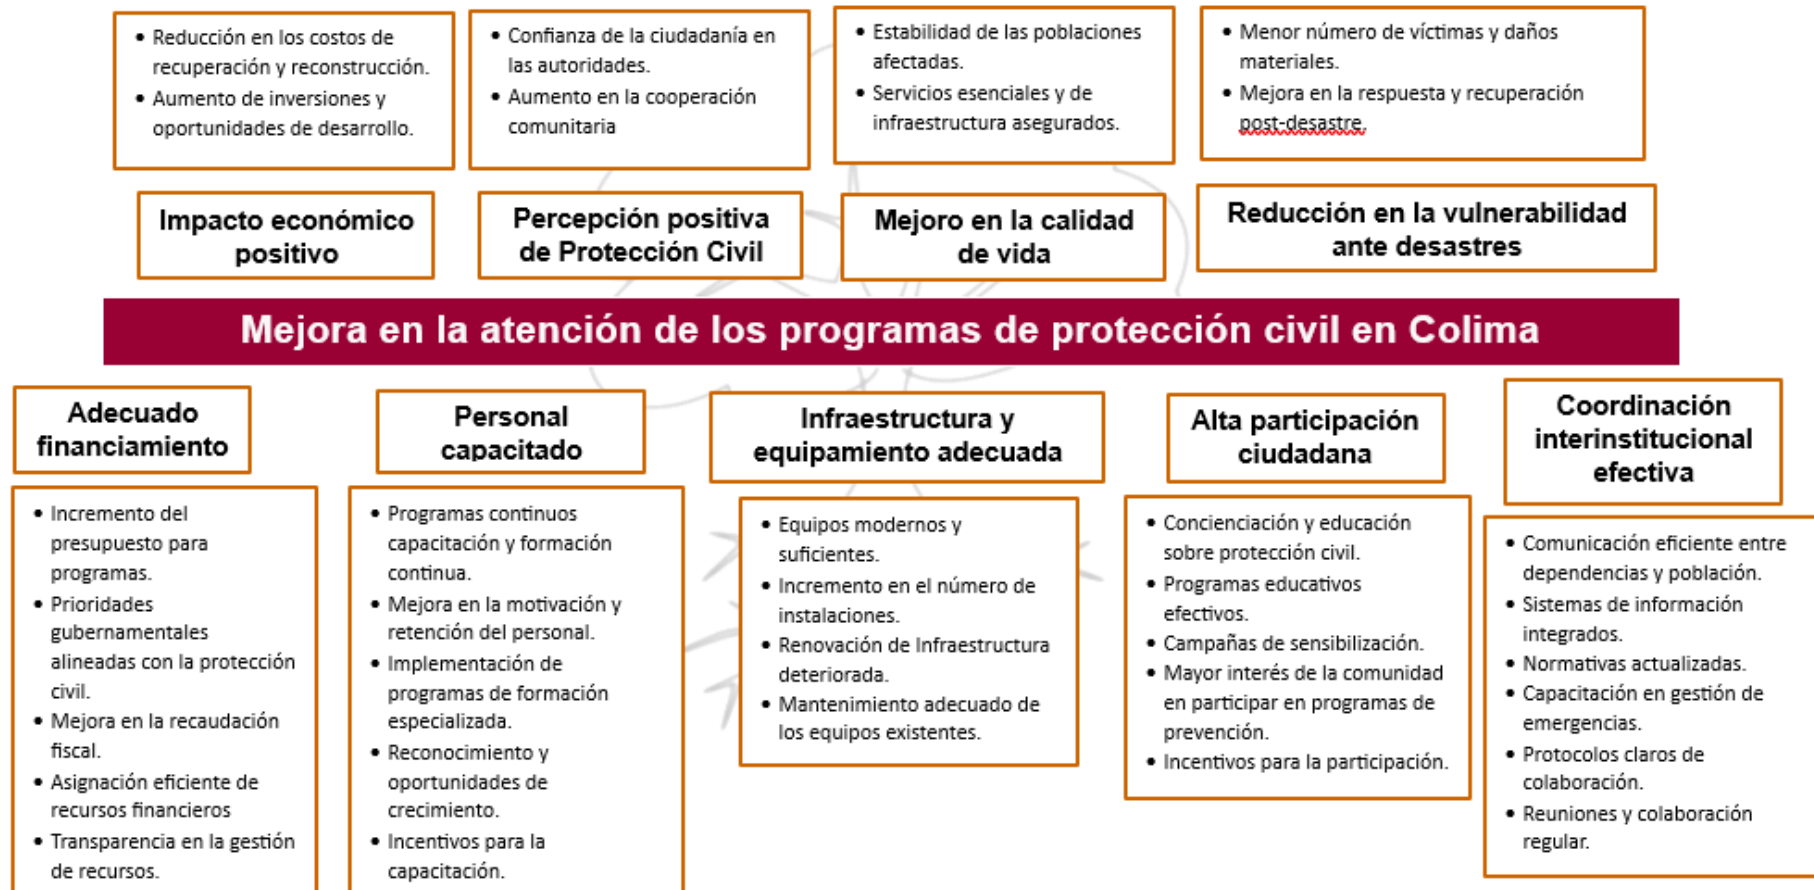 • Reducción en los costos de
recuperación y reconstrucción.
• Aumento de inversiones y
oportunidades de desarrollo.
• Confianza de la ciudadanía en
las autoridades.
• Aumento en la cooperación
comunitaria
• Estabilidad de las poblaciones
afectadas.
• Servicios esenciales y de
infraestructura asegurados.
• Menor número de víctimas y daños
materiales.
• Mejora en la respuesta y recuperación
post-desastre.
Impacto económico
positivo
Percepción positiva
de Protección Civil
Mejoro en la calidad
de vida
Reducción en la vulnerabilidad
ante desastres
Mejora en la atención de los programas de protección civil en Colima
Adecuado
financiamiento
• Incremento del
presupuesto para
programas.
• Prioridades
gubernamentales
alineadas con la protección
civil.
• Mejora en la recaudación
fiscal.
• Asignación eficiente de
recursos financieros
• Transparencia en la gestión
de recursos.
Personal
capacitado
• Programas continuos
capacitación y formación
continua.
• Mejora en la motivación y
retención del personal.
• Implementación de
programas de formación
especializada.
• Reconocimiento y
oportunidades de
crecimiento.
• Incentivos para la
capacitación.
Infraestructura y
equipamiento adecuada
• Equipos modernos y
suficientes.
• Incremento en el número de
instalaciones.
• Renovación de Infraestructura
deteriorada.
• Mantenimiento adecuado de
los equipos existentes.
Alta participación
ciudadana
• Concienciación y educación
sobre protección civil.
• Programas educativos
efectivos.
• Campañas de sensibilización.
• Mayor interés de la comunidad
en participar en programas de
prevención.
• Incentivos para la participación.
Coordinación
interinstitucional
efectiva
• Comunicación eficiente entre
dependencias y población.
• Sistemas de información
integrados.
• Normativas actualizadas.
• Capacitación en gestión de
emergencias.
• Protocolos claros de
colaboración.
• Reuniones y colaboración
regular.